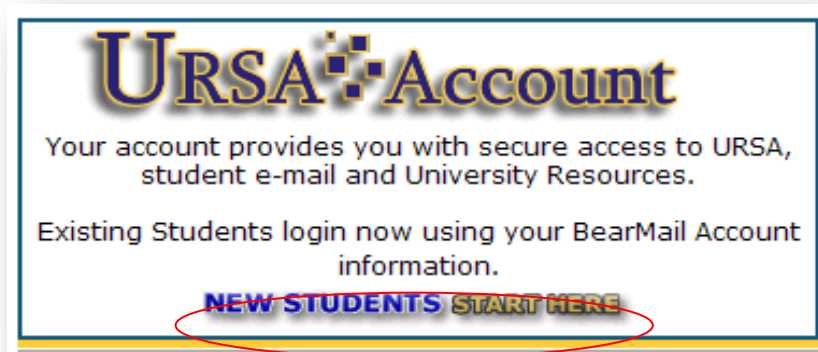 URSA Account
Your account provides you with secure access to URSA,
student e-mail and University Resources.
Existing Students login now using your BearMail Account
information.
NEW STUDENTS START HERE